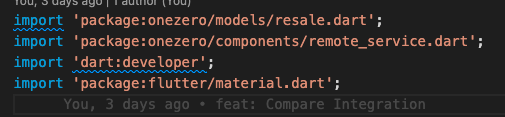 You, 3 days ago | 1 author (You)
import 'package:onezero/models/resale.dart';
import 'package:onezero/components/remote_service.dart';
import 'dart:developer';
import 'package:flutter/material.dart';
You, 3 days ago • feat: Compare Integration